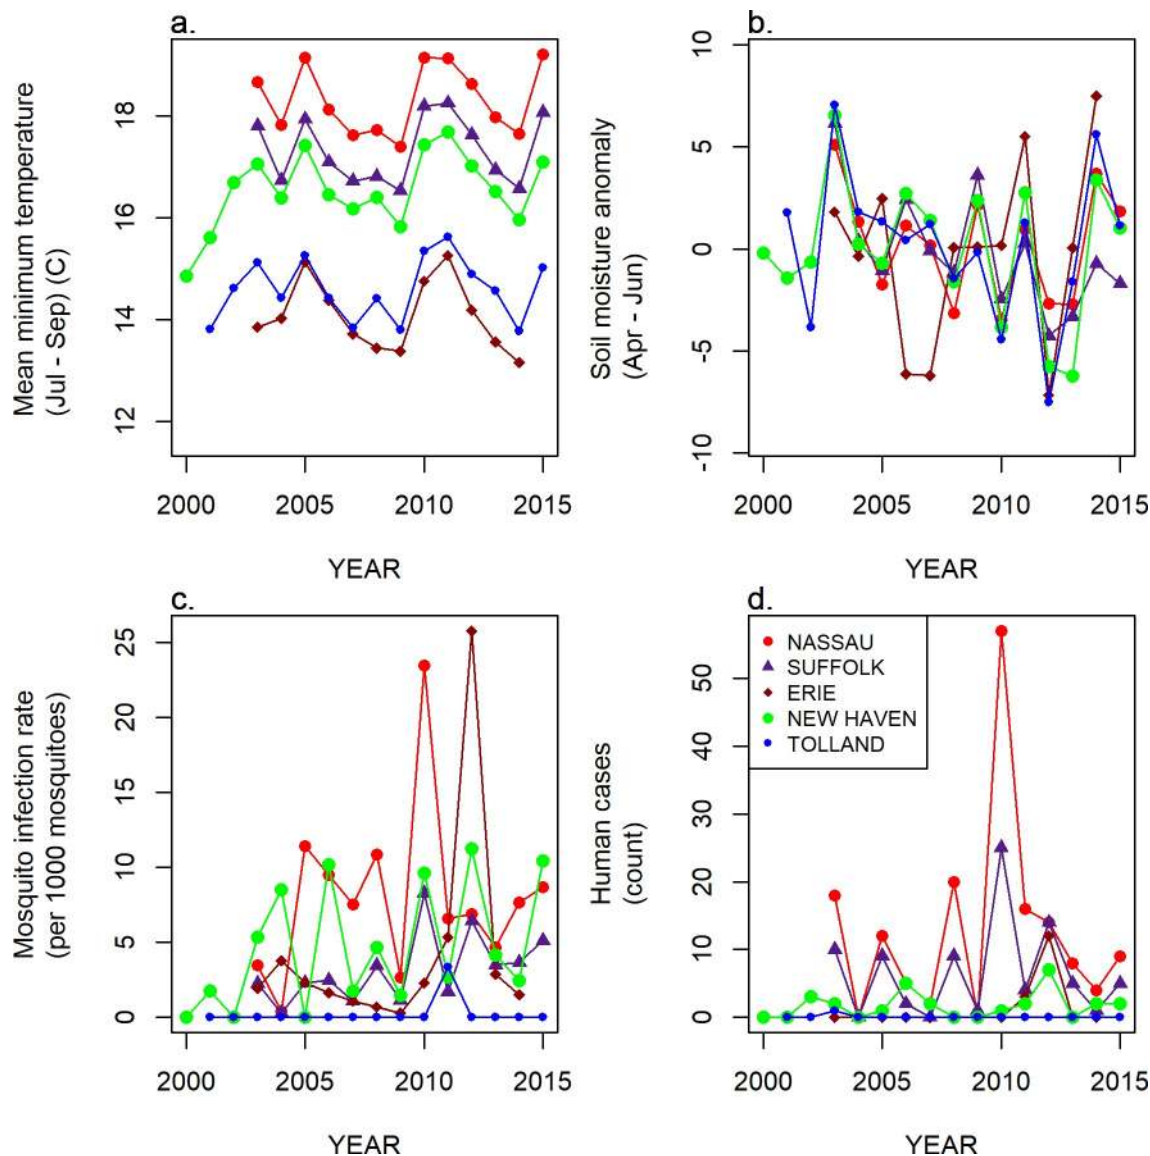 a.
Mean minimum temperature
(Jul - Sep) (C)
18
16
14
12
2000 2005 2010 2015
YEAR
b.
Soil moisture anomaly
(Apr - Jun)
10
5
0
-5
-10
2000 2005 2010 2015
YEAR
c.
Mosquito infection rate
(per 1000 mosquitoes)
25
20
15
10
5
0
2000 2005 2010 2015
YEAR
d.
Human cases
(count)
50
40
30
20
10
0
NASSAU
SUFFOLK
ERIE
NEW HAVEN
TOLLAND
2000 2005 2010 2015
YEAR